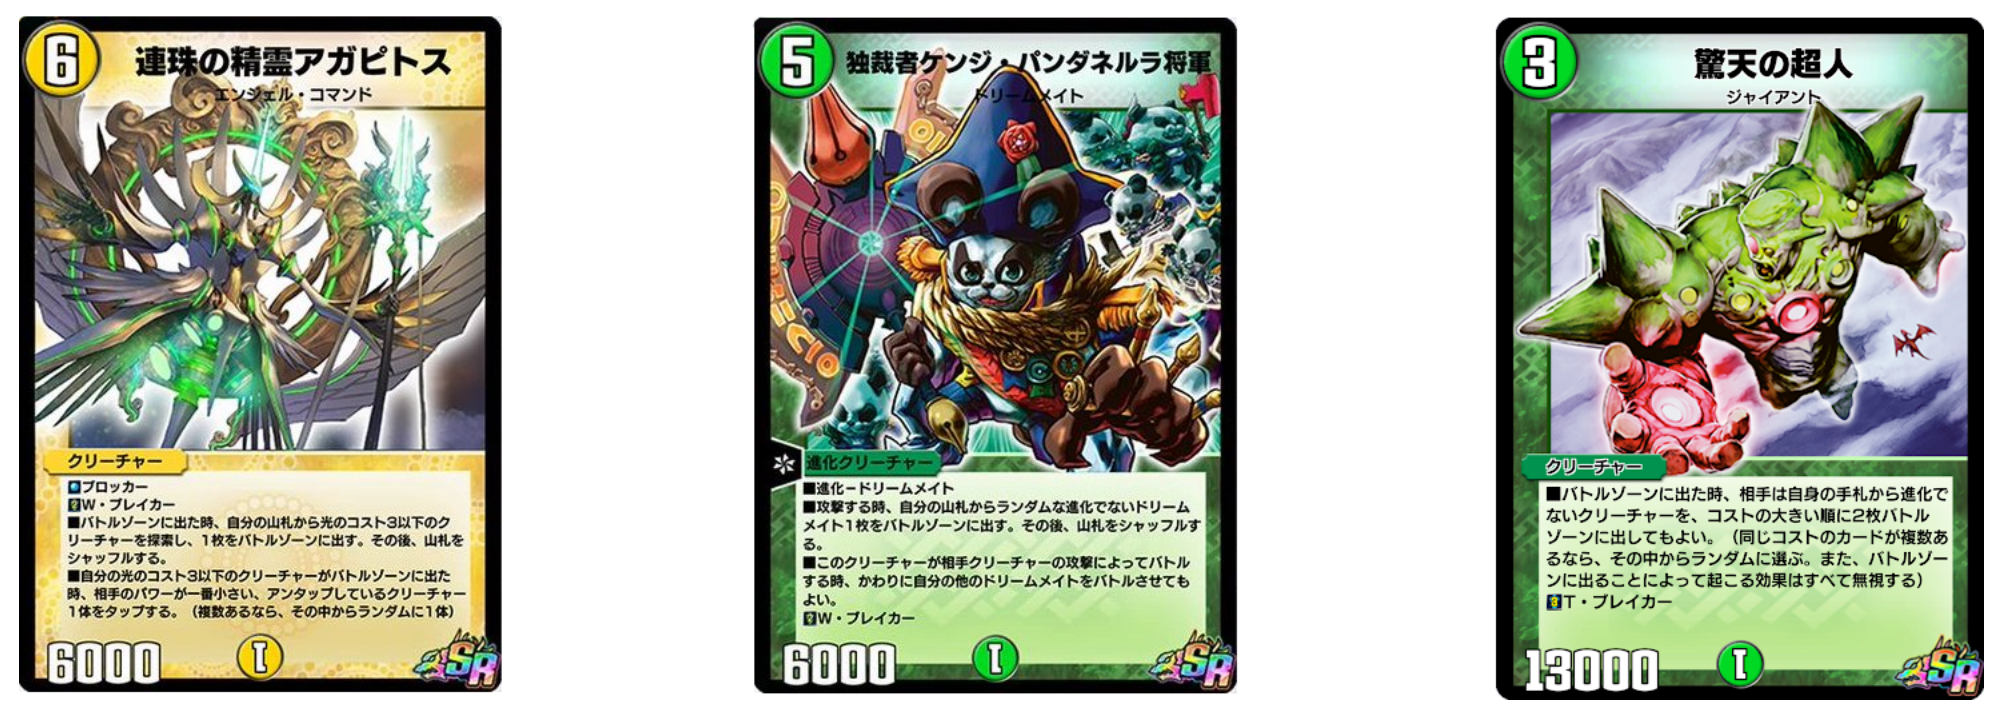 6
連珠の精霊アガピトス
エンジェル・コマンド
クリーチャー
ブロッカー
W・ブレイカー
■バトルゾーンに出た時、自分の山札から光のコスト3以下のク
リーチャーを探索し、1枚をバトルゾーンに出す。その後、山札を
シャッフルする。
■自分の光のコスト3以下のクリーチャーがバトルゾーンに出た
時、相手のパワーが一番小さい、アンタップしているクリーチャー
1体をタップする。（複数あるなら、その中からランダムに1体）
6000
1
SR
5
独裁者ケンジ・パンダネルラ将軍
ドリームメイト
進化クリーチャー
■進化－ドリームメイト
■攻撃する時、自分の山札からランダムな進化でないドリーム
メイト1枚をバトルゾーンに出す。その後、山札をシャッフルす
る。
■このクリーチャーが相手クリーチャーの攻撃によってバトル
する時、かわりに自分の他のドリームメイトをバトルさせても
よい。
W・ブレイカー
6000
1
SR
3
驚天の超人
ジャイアント
クリーチャー
■バトルゾーンに出た時、相手は自身の手札から進化で
ないクリーチャーを、コストの大きい順に2枚バトル
ゾーンに出してもよい。（同じコストのカードが複数あ
るなら、その中からランダムに選ぶ。また、バトルゾー
ンに出ることによって起こる効果はすべて無視する）
T・ブレイカー
13000
1
SR